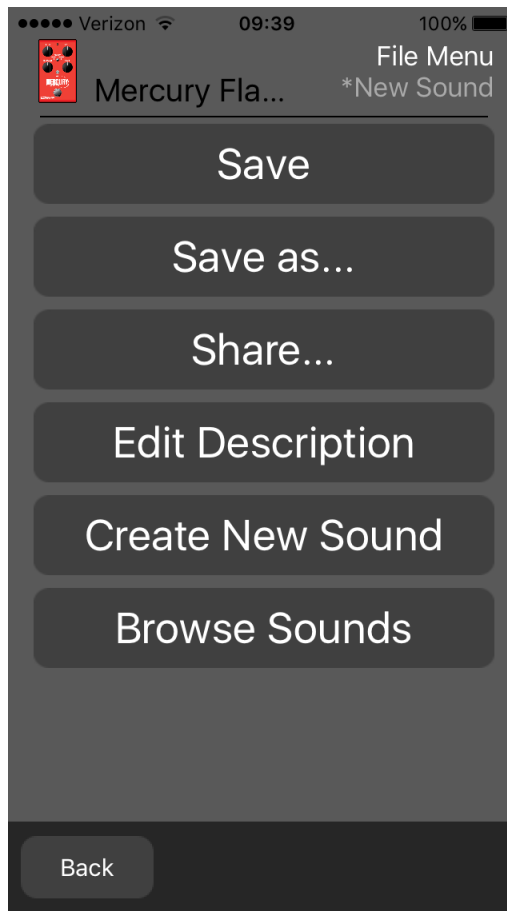 Verizon 09:39 100%
File Menu
Mercury Fla... *New Sound
Save
Save as...
Share...
Edit Description
Create New Sound
Browse Sounds
Back